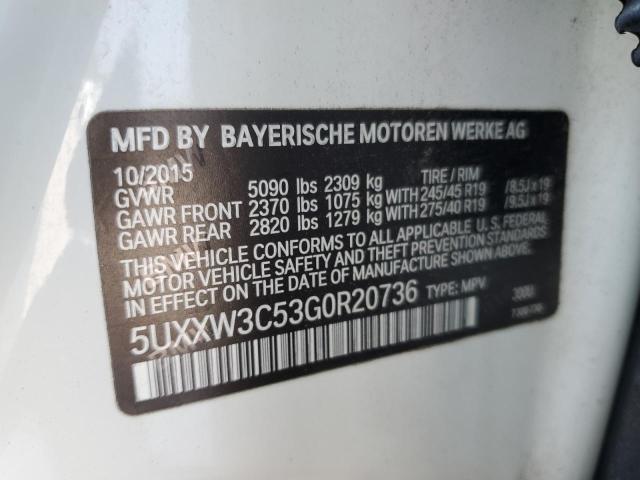 MFD BY BAYERISCHE MOTOREN WERKE AG
10/2015 TIRE / RIM
GVWR 5090 lbs 2309 kg
GAWR FRONT 2370 lbs 1075 kg WITH 245/45 R19 /8.5J x 19
GAWR REAR 2820 lbs 1279 kg WITH 275/40 R19 /9.5J x 19
THIS VEHICLE CONFORMS TO ALL APPLICABLE U.S. FEDERAL
MOTOR VEHICLE SAFETY AND THEFT PREVENTION STANDARDS
IN EFFECT ON THE DATE OF MANUFACTURE SHOWN ABOVE.
5UXXW3C53G0R20736 TYPE: MPV